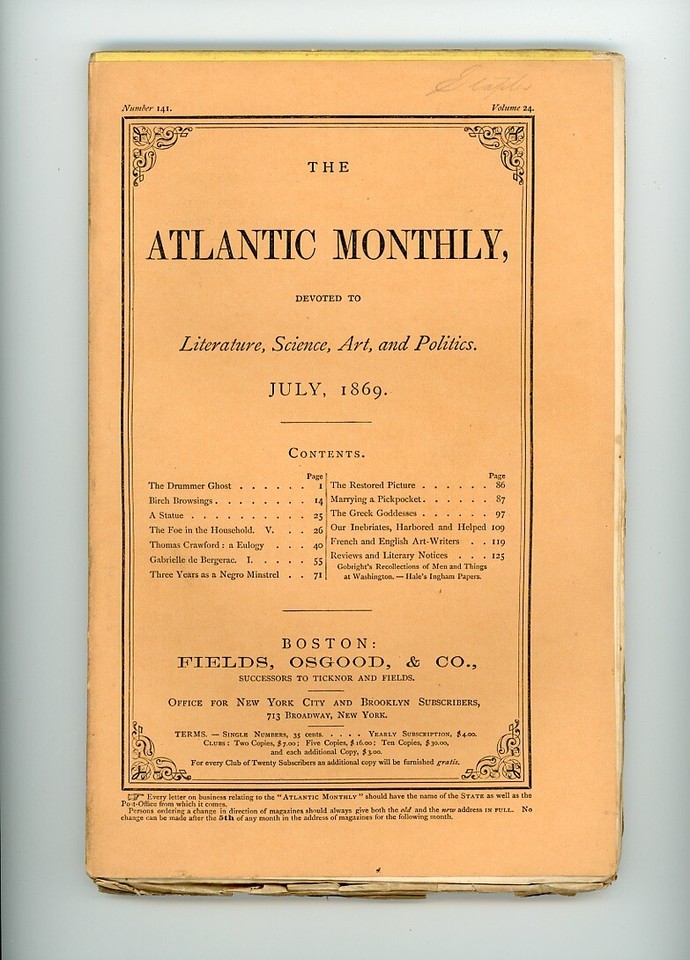 Number 141.
Volume 24.
THE
ATLANTIC MONTHLY,
DEVOTED TO
Literature, Science, Art, and Politics.
JULY, 1869.
CONTENTS.
Page
The Drummer Ghost . . . . . . 1
Birch Browsings . . . . . . . . 14
A Statue . . . . . . . . . . 25
The Foe in the Household. V. . . 26
Thomas Crawford : a Eulogy . . . 40
Gabrielle de Bergerac. I. . . . . 55
Three Years as a Negro Minstrel . . 71
Page
The Restored Picture . . . . . . 86
Marrying a Pickpocket . . . . . . 87
The Greek Goddesses . . . . . . 97
Our Inebriates, Harbored and Helped 109
French and English Art-Writers . . 119
Reviews and Literary Notices . . . 125
Gobright's Recollections of Men and Things
at Washington. — Hale's Ingham Papers.
BOSTON:
FIELDS, OSGOOD, & CO.,
SUCCESSORS TO TICKNOR AND FIELDS.
OFFICE FOR NEW YORK CITY AND BROOKLYN SUBSCRIBERS,
713 BROADWAY, NEW YORK.
TERMS. — SINGLE NUMBERS, 35 cents. . . . . YEARLY SUBSCRIPTION, $4.00.
CLUBS: TWO COPIES, $7.00; FIVE COPIES, $16.00; TEN COPIES, $30.00,
and each additional Copy, $3.00.
For every Club of Twenty Subscribers an additional copy will be furnished gratis.
☞ Every letter on business relating to the "ATLANTIC MONTHLY" should have the name of the STATE as well as the
Post-Office from which it comes.
Persons ordering a change in direction of magazines should always give both the old and the new address IN FULL. No
change can be made after the 5th of any month in the address of magazines for the following month.